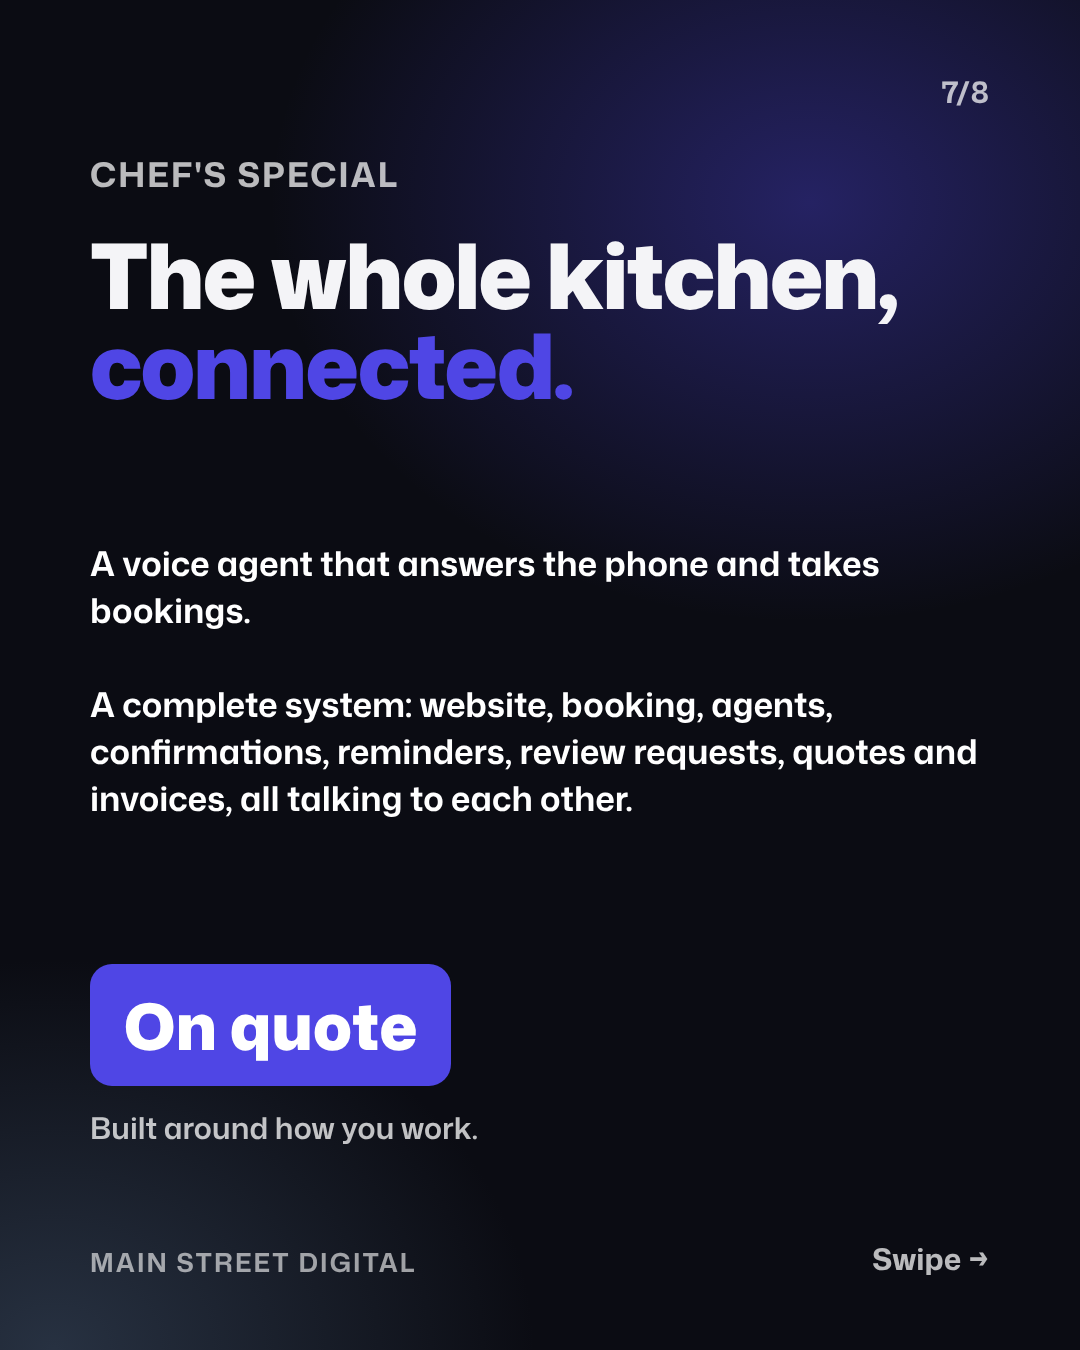 7/8
CHEF'S SPECIAL
The whole kitchen,
connected.
A voice agent that answers the phone and takes
bookings.
A complete system: website, booking, agents,
confirmations, reminders, review requests, quotes and
invoices, all talking to each other.
On quote
Built around how you work.
MAIN STREET DIGITAL
Swipe →